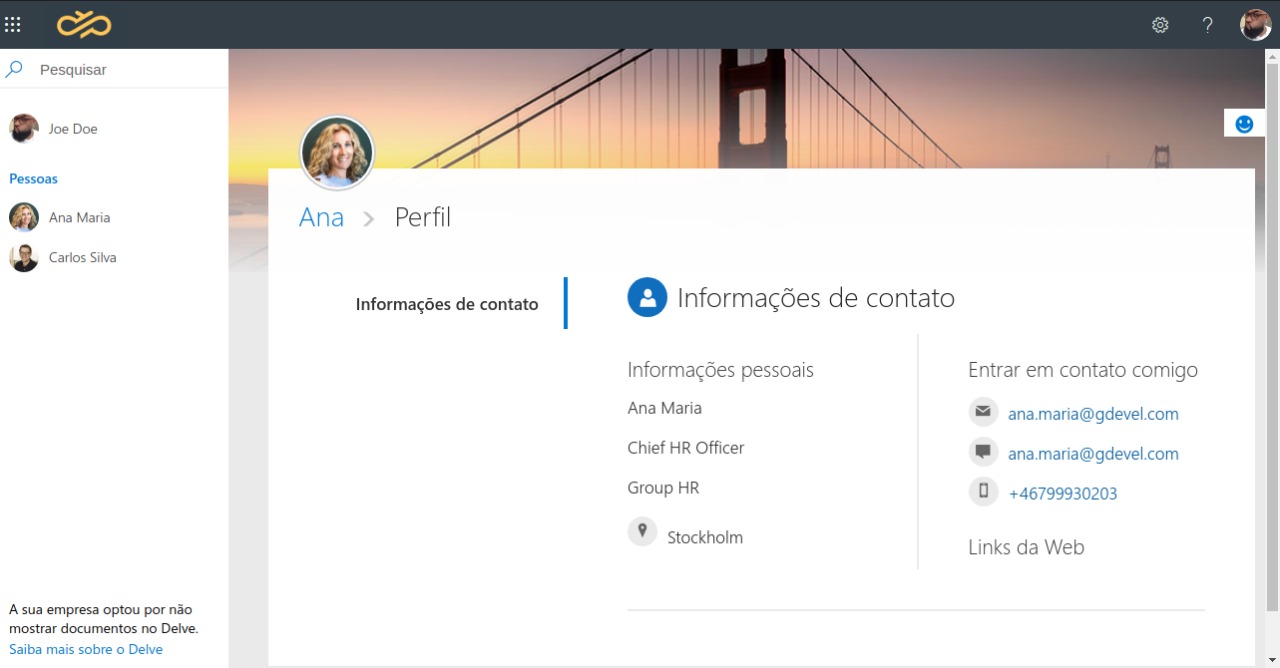 ?
Pesquisar
Joe Doe
Pessoas
Ana Maria
Carlos Silva
A sua empresa optou por não
mostrar documentos no Delve.
Saiba mais sobre o Delve
Ana > Perfil
Informações de contato
Informações de contato
Informações pessoais
Ana Maria
Chief HR Officer
Group HR
Stockholm
Entrar em contato comigo
ana.maria@gdevel.com
ana.maria@gdevel.com
+46799930203
Links da Web